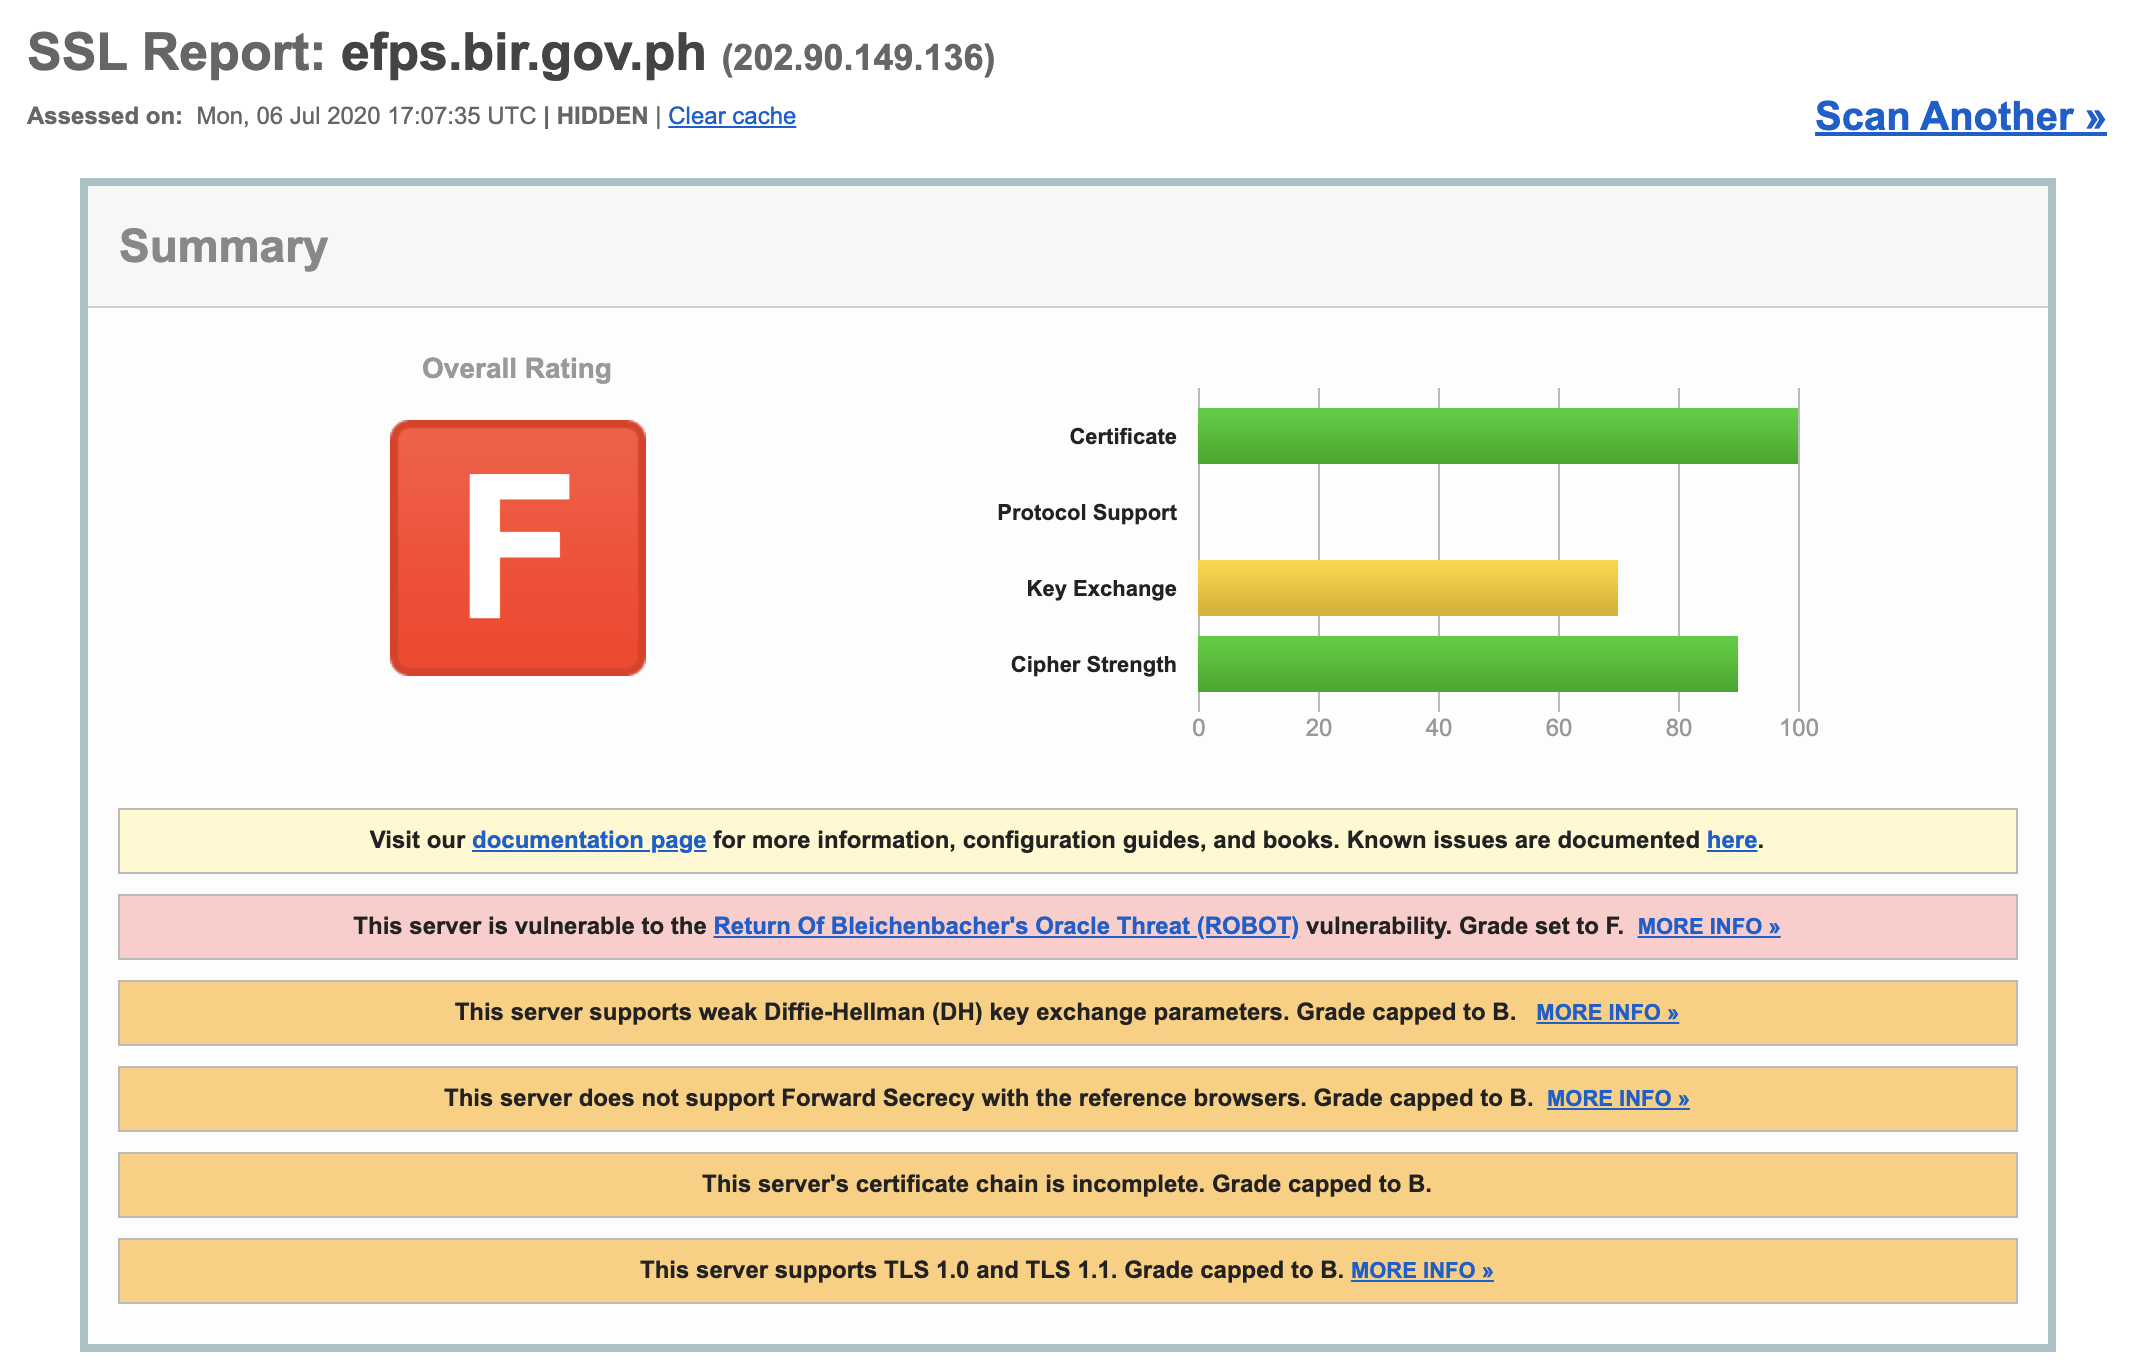 SSL Report: efps.bir.gov.ph (202.90.149.136)
Assessed on: Mon, 06 Jul 2020 17:07:35 UTC | HIDDEN | Clear cache
Scan Another »
Summary
Overall Rating
F
Certificate
Protocol Support
Key Exchange
Cipher Strength
0 20 40 60 80 100
Visit our documentation page for more information, configuration guides, and books. Known issues are documented here.
This server is vulnerable to the Return Of Bleichenbacher's Oracle Threat (ROBOT) vulnerability. Grade set to F. MORE INFO »
This server supports weak Diffie-Hellman (DH) key exchange parameters. Grade capped to B. MORE INFO »
This server does not support Forward Secrecy with the reference browsers. Grade capped to B. MORE INFO »
This server's certificate chain is incomplete. Grade capped to B.
This server supports TLS 1.0 and TLS 1.1. Grade capped to B. MORE INFO »